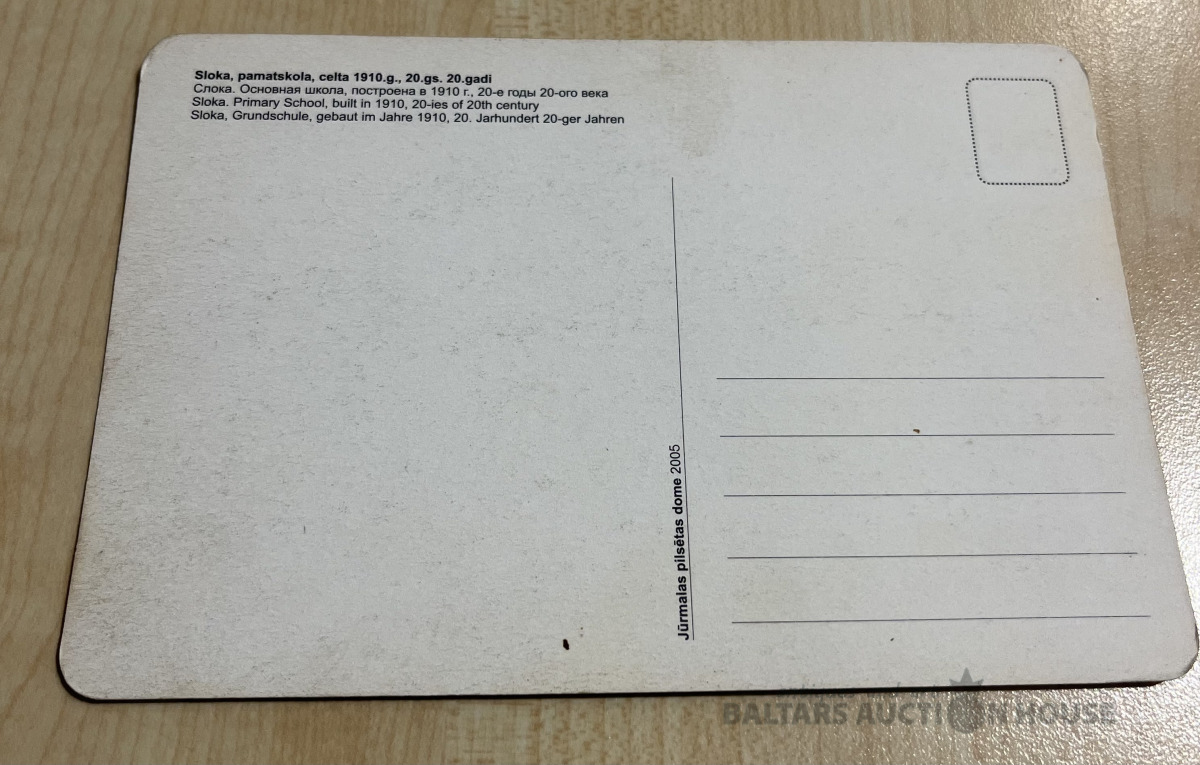 Sloka, pamatskola, celta 1910.g., 20.gs. 20.gadi
Слока. Основная школа, построена в 1910 г., 20-е годы 20-ого века
Sloka. Primary School, built in 1910, 20-ies of 20th century
Sloka, Grundschule, gebaut im Jahre 1910, 20. Jarhundert 20-ger Jahren
Jūrmalas pilsētas dome 2005
BALTARS AUCTION HOUSE